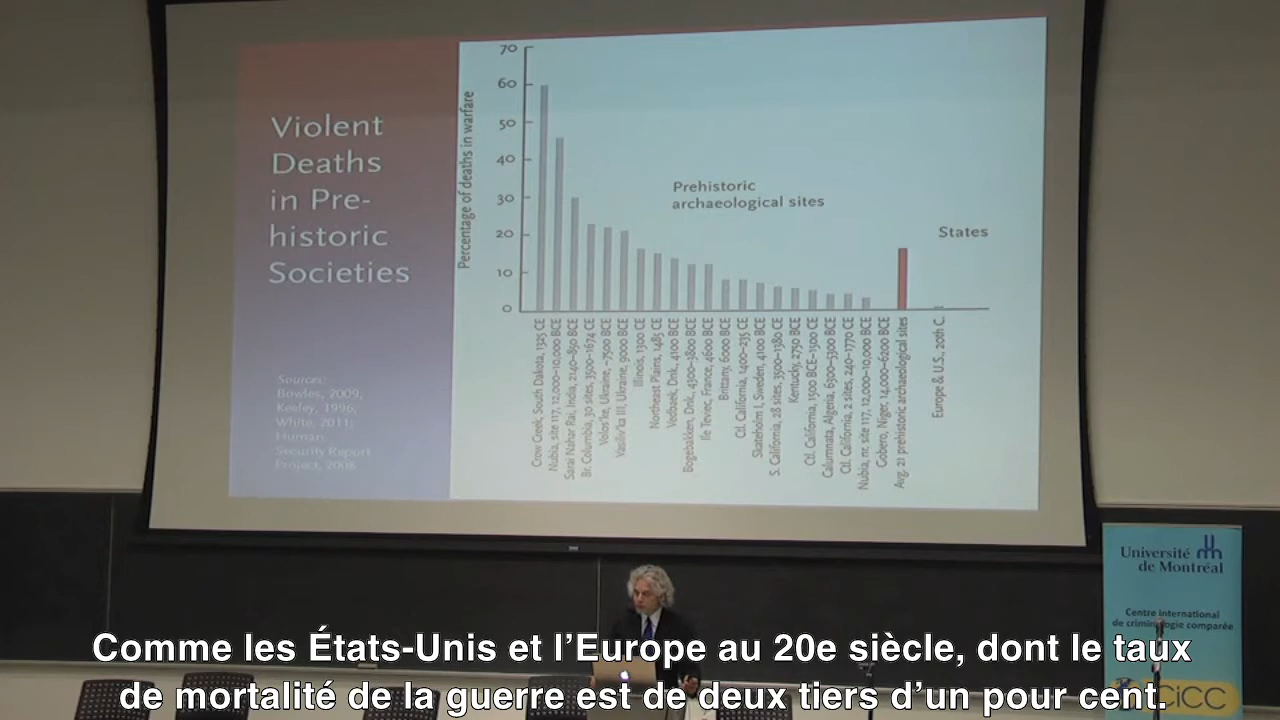 Violent
Deaths
in Pre-
historic
Societies
Sources:
Bowles, 2009;
Keeley, 1996;
White, 2011;
Human
Security Report
Project, 2008.
Percentage of deaths in warfare
70
60
50
40
30
20
10
0
Prehistoric
archaeological sites
States
Crow Creek, South Dakota, 1325 CE
Nubia, site 117, 12,000–10,000 BCE
Sarai Nahar Rai, India, 2140–850 BCE
Br. Columbia, 30 sites, 3500–1674 CE
Volos'ke, Ukraine, ~7500 BCE
Vasiliv'ka III, Ukraine, 9000 BCE
Illinois, 1300 CE
Northeast Plains, 1485 CE
Vedbaek, Dnk., 4100 BCE
Bogebakken, Dnk., 4300–3800 BCE
Ile Teviec, France, 4600 BCE
Brittany, 6000 BCE
Ctl. California, 1400–235 CE
Skateholm I, Sweden, 4100 BCE
S. California, 28 sites, 3500–1380 CE
Kentucky, 2750 BCE
Ctl. California, 1500 BCE–1500 CE
Calumnata, Algeria, 6300–5300 BCE
Ctl. California, 2 sites, 240–1770 CE
Nubia, nr. site 117, 12,000–10,000 BCE
Gobero, Niger, 14,000–6200 BCE
Avg. 21 prehistoric archaeological sites
Europe & U.S., 20th C.
Université
de Montréal
Centre international
de criminologie comparée
CiCC
Comme les États-Unis et l’Europe au 20e siècle, dont le taux
de mortalité de la guerre est de deux tiers d’un pour cent.